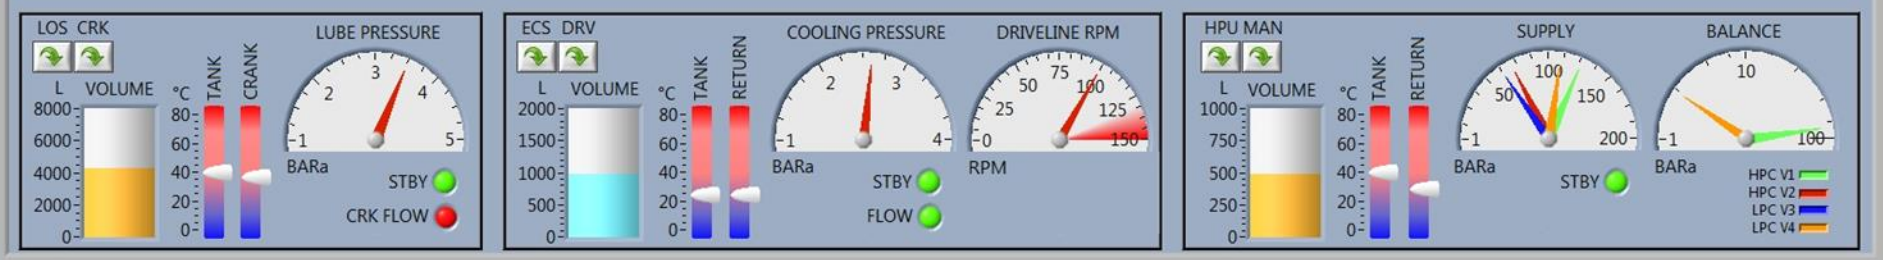 LOS CRK
L VOLUME
8000
6000
4000
2000
0
°C
80
60
40
20
0
TANK
CRANK
LUBE PRESSURE
1 2 3 4 5
BARa
STBY
CRK FLOW
ECS DRV
L VOLUME
2000
1500
1000
500
0
°C
80
60
40
20
0
TANK
RETURN
COOLING PRESSURE
1 2 3 4
BARa
STBY
FLOW
DRIVELINE RPM
0 25 50 75 100 125 150
RPM
HPU MAN
L VOLUME
1000
750
500
250
0
°C
80
60
40
20
0
TANK
RETURN
SUPPLY
1 50 100 150 200
BARa
STBY
BALANCE
1 10 100
BARa
HPC V1
HPC V2
LPC V3
LPC V4